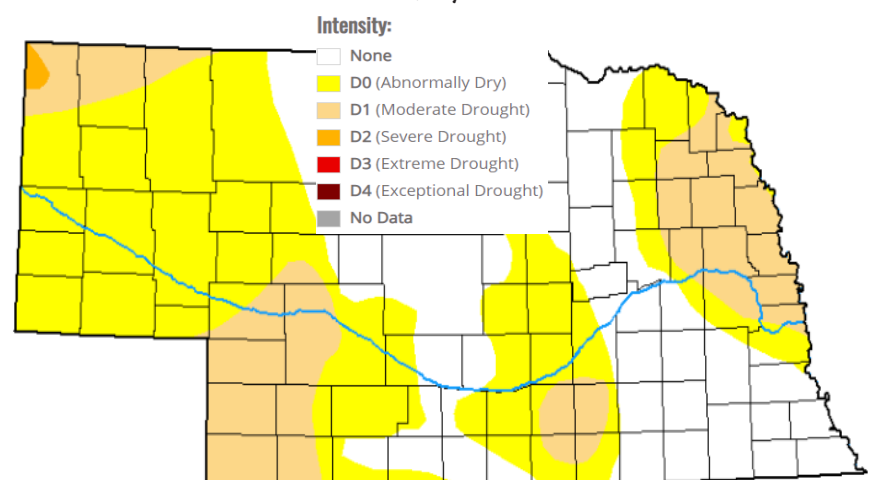 Intensity:
None
D0 (Abnormally Dry)
D1 (Moderate Drought)
D2 (Severe Drought)
D3 (Extreme Drought)
D4 (Exceptional Drought)
No Data